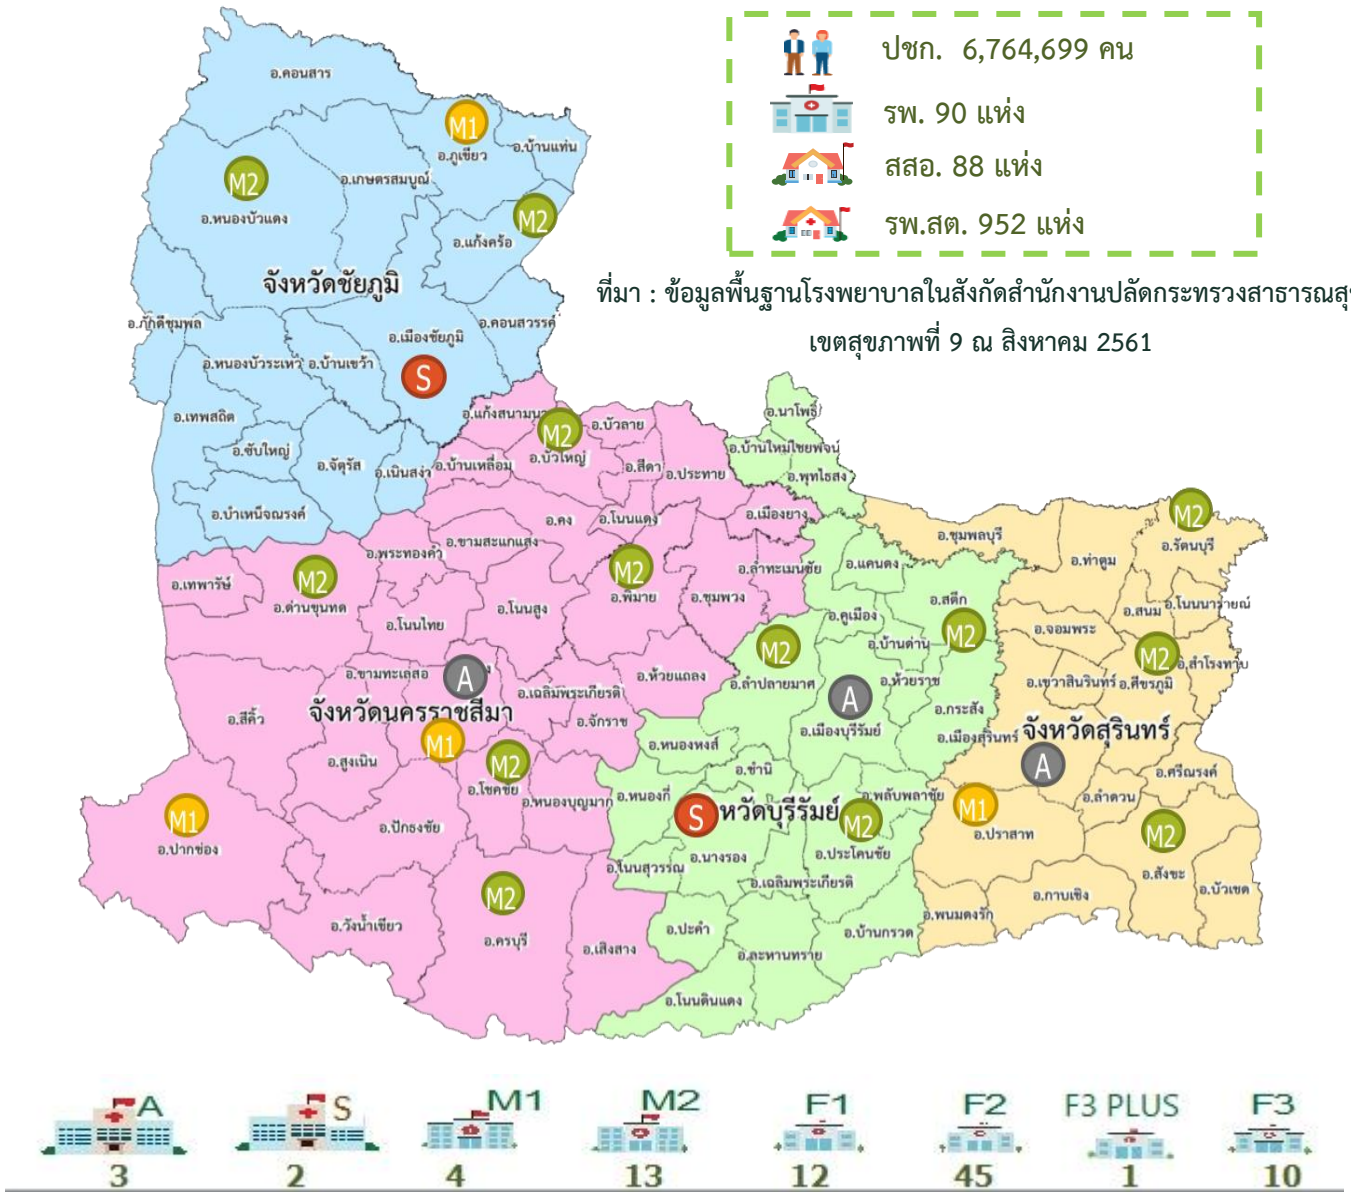 ปชก. 6,764,699 คน
รพ. 90 แห่ง
สสอ. 88 แห่ง
รพ.สต. 952 แห่ง
ที่มา : ข้อมูลพื้นฐานโรงพยาบาลในสังกัดสำนักงานปลัดกระทรวงสาธารณสุข
เขตสุขภาพที่ 9 ณ สิงหาคม 2561
อ.คอนสาร
M1
อ.ภูเขียว
อ.บ้านแท่น
M2
อ.เกษตรสมบูรณ์
อ.หนองบัวแดง
M2
อ.แก้งคร้อ
จังหวัดชัยภูมิ
อ.ภักดีชุมพล
อ.เมืองชัยภูมิ
อ.คอนสวรรค์
อ.หนองบัวระเหว
อ.บ้านเขว้า
S
อ.เทพสถิต
อ.ซับใหญ่
อ.จัตุรัส
อ.เนินสง่า
อ.บำเหน็จณรงค์
อ.แก้งสนามนาง
M2
อ.บัวลาย
อ.บัวใหญ่
อ.บ้านเหลื่อม
อ.สีดา
อ.ประทาย
อ.คง
อ.โนนแดง
อ.เมืองยาง
อ.พระทองคำ
อ.ขามสะแกแสง
อ.ลำทะเมนชัย
อ.เทพารักษ์
M2
อ.ด่านขุนทด
M2
อ.พิมาย
อ.ชุมพวง
อ.โนนไทย
อ.โนนสูง
อ.ขามทะเลสอ
A
อ.เฉลิมพระเกียรติ
อ.ห้วยแถลง
อ.สีคิ้ว
จังหวัดนครราชสีมา
อ.จักราช
M1
อ.สูงเนิน
M2
อ.โชคชัย
อ.หนองบุญมาก
M1
อ.ปากช่อง
อ.ปักธงชัย
M2
อ.วังน้ำเขียว
อ.ครบุรี
อ.เสิงสาง
อ.นาโพธิ์
อ.บ้านใหม่ไชยพจน์
อ.พุทไธสง
อ.แคนดง
อ.สตึก
อ.คูเมือง
M2
M2
อ.บ้านด่าน
อ.ลำปลายมาศ
A
อ.ห้วยราช
อ.กระสัง
อ.เมืองบุรีรัมย์
อ.หนองหงส์
อ.ชำนิ
อ.หนองกี่
S
หวัดบุรีรัมย์
M2
อ.พลับพลาชัย
อ.นางรอง
อ.ประโคนชัย
อ.โนนสุวรรณ
อ.เฉลิมพระเกียรติ
อ.ปะคำ
อ.บ้านกรวด
อ.ละหานทราย
อ.โนนดินแดง
อ.ชุมพลบุรี
M2
อ.รัตนบุรี
อ.ท่าตูม
อ.สนม
อ.โนนนารายณ์
อ.จอมพระ
M2
อ.สำโรงทาบ
อ.เขวาสินรินทร์
อ.ศีขรภูมิ
อ.เมืองสุรินทร์
จังหวัดสุรินทร์
A
อ.ศรีณรงค์
M1
อ.ลำดวน
อ.ปราสาท
M2
อ.สังขะ
อ.บัวเชด
อ.กาบเชิง
อ.พนมดงรัก
A S M1 M2 F1 F2 F3 PLUS F3
3 2 4 13 12 45 1 10